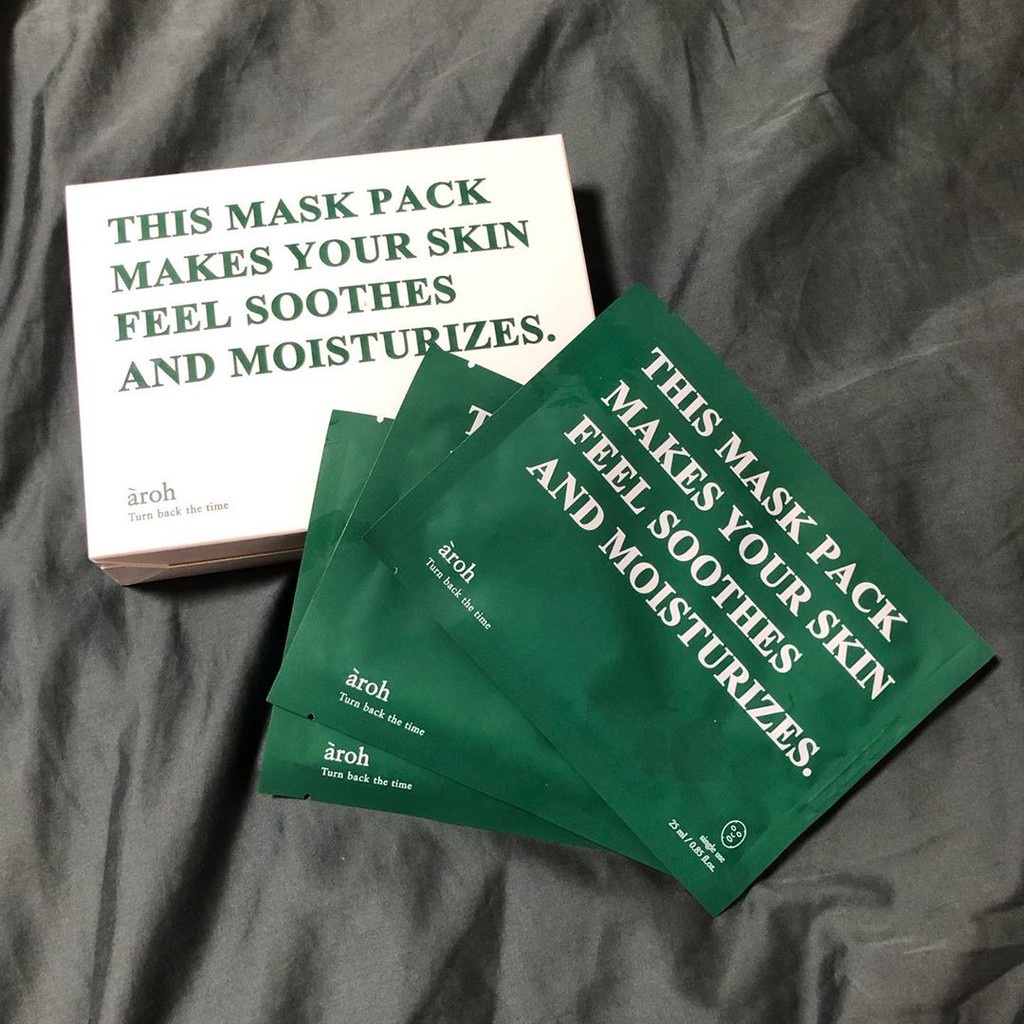 THIS MASK PACK
MAKES YOUR SKIN
FEEL SOOTHES
AND MOISTURIZES.
àroh
Turn back the time
T
THIS MASK PACK
MAKES YOUR SKIN
FEEL SOOTHES
AND MOISTURIZES.
àroh
Turn back the time
single use
25 ml / 0.85 fl.oz.
àroh
Turn back the time
àroh
Turn back the time